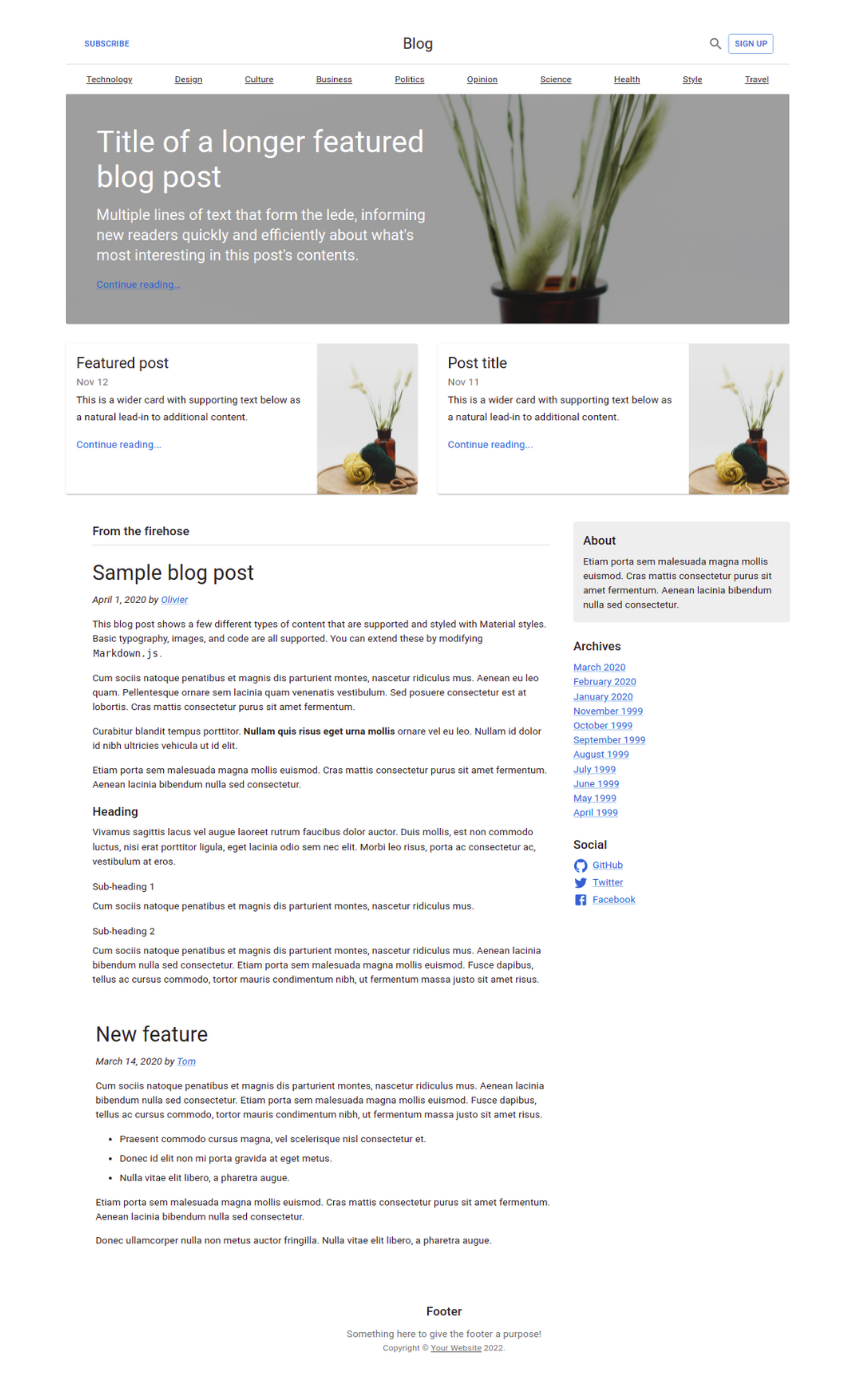 SUBSCRIBE
Blog
SIGN UP
Technology Design Culture Business Politics Opinion Science Health Style Travel
Title of a longer featured
blog post
Multiple lines of text that form the lede, informing
new readers quickly and efficiently about what's
most interesting in this post's contents.
Continue reading…
Featured post
Nov 12
This is a wider card with supporting text below as
a natural lead-in to additional content.
Continue reading...
Post title
Nov 11
This is a wider card with supporting text below as
a natural lead-in to additional content.
Continue reading...
From the firehose
Sample blog post
April 1, 2020 by Olivier
This blog post shows a few different types of content that are supported and styled with Material styles.
Basic typography, images, and code are all supported. You can extend these by modifying
Markdown.js.
Cum sociis natoque penatibus et magnis dis parturient montes, nascetur ridiculus mus. Aenean eu leo
quam. Pellentesque ornare sem lacinia quam venenatis vestibulum. Sed posuere consectetur est at
lobortis. Cras mattis consectetur purus sit amet fermentum.
Curabitur blandit tempus porttitor. Nullam quis risus eget urna mollis ornare vel eu leo. Nullam id dolor
id nibh ultricies vehicula ut id elit.
Etiam porta sem malesuada magna mollis euismod. Cras mattis consectetur purus sit amet fermentum.
Aenean lacinia bibendum nulla sed consectetur.
Heading
Vivamus sagittis lacus vel augue laoreet rutrum faucibus dolor auctor. Duis mollis, est non commodo
luctus, nisi erat porttitor ligula, eget lacinia odio sem nec elit. Morbi leo risus, porta ac consectetur ac,
vestibulum at eros.
Sub-heading 1
Cum sociis natoque penatibus et magnis dis parturient montes, nascetur ridiculus mus.
Sub-heading 2
Cum sociis natoque penatibus et magnis dis parturient montes, nascetur ridiculus mus. Aenean lacinia
bibendum nulla sed consectetur. Etiam porta sem malesuada magna mollis euismod. Fusce dapibus,
tellus ac cursus commodo, tortor mauris condimentum nibh, ut fermentum massa justo sit amet risus.
New feature
March 14, 2020 by Tom
Cum sociis natoque penatibus et magnis dis parturient montes, nascetur ridiculus mus. Aenean lacinia
bibendum nulla sed consectetur. Etiam porta sem malesuada magna mollis euismod. Fusce dapibus,
tellus ac cursus commodo, tortor mauris condimentum nibh, ut fermentum massa justo sit amet risus.
• Praesent commodo cursus magna, vel scelerisque nisl consectetur et.
• Donec id elit non mi porta gravida at eget metus.
• Nulla vitae elit libero, a pharetra augue.
Etiam porta sem malesuada magna mollis euismod. Cras mattis consectetur purus sit amet fermentum.
Aenean lacinia bibendum nulla sed consectetur.
Donec ullamcorper nulla non metus auctor fringilla. Nulla vitae elit libero, a pharetra augue.
About
Etiam porta sem malesuada magna mollis
euismod. Cras mattis consectetur purus sit
amet fermentum. Aenean lacinia bibendum
nulla sed consectetur.
Archives
March 2020
February 2020
January 2020
November 1999
October 1999
September 1999
August 1999
July 1999
June 1999
May 1999
April 1999
Social
GitHub
Twitter
Facebook
Footer
Something here to give the footer a purpose!
Copyright © Your Website 2022.